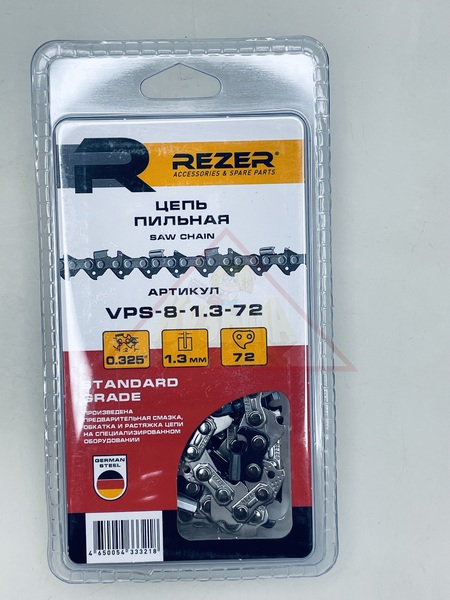 REZER
ACCESSORIES & SPARE PARTS
ЦЕПЬ
ПИЛЬНАЯ
SAW CHAIN
АРТИКУЛ
VPS-8-1.3-72
0.325"
1.3 мм
72
STANDARD
GRADE
ПРОИЗВЕДЕНА
ПРЕДВАРИТЕЛЬНАЯ СМАЗКА,
ОБКАТКА И РАСТЯЖКА ЦЕПИ
НА СПЕЦИАЛИЗИРОВАННОМ
ОБОРУДОВАНИИ
GERMAN
STEEL
4 650054 333218